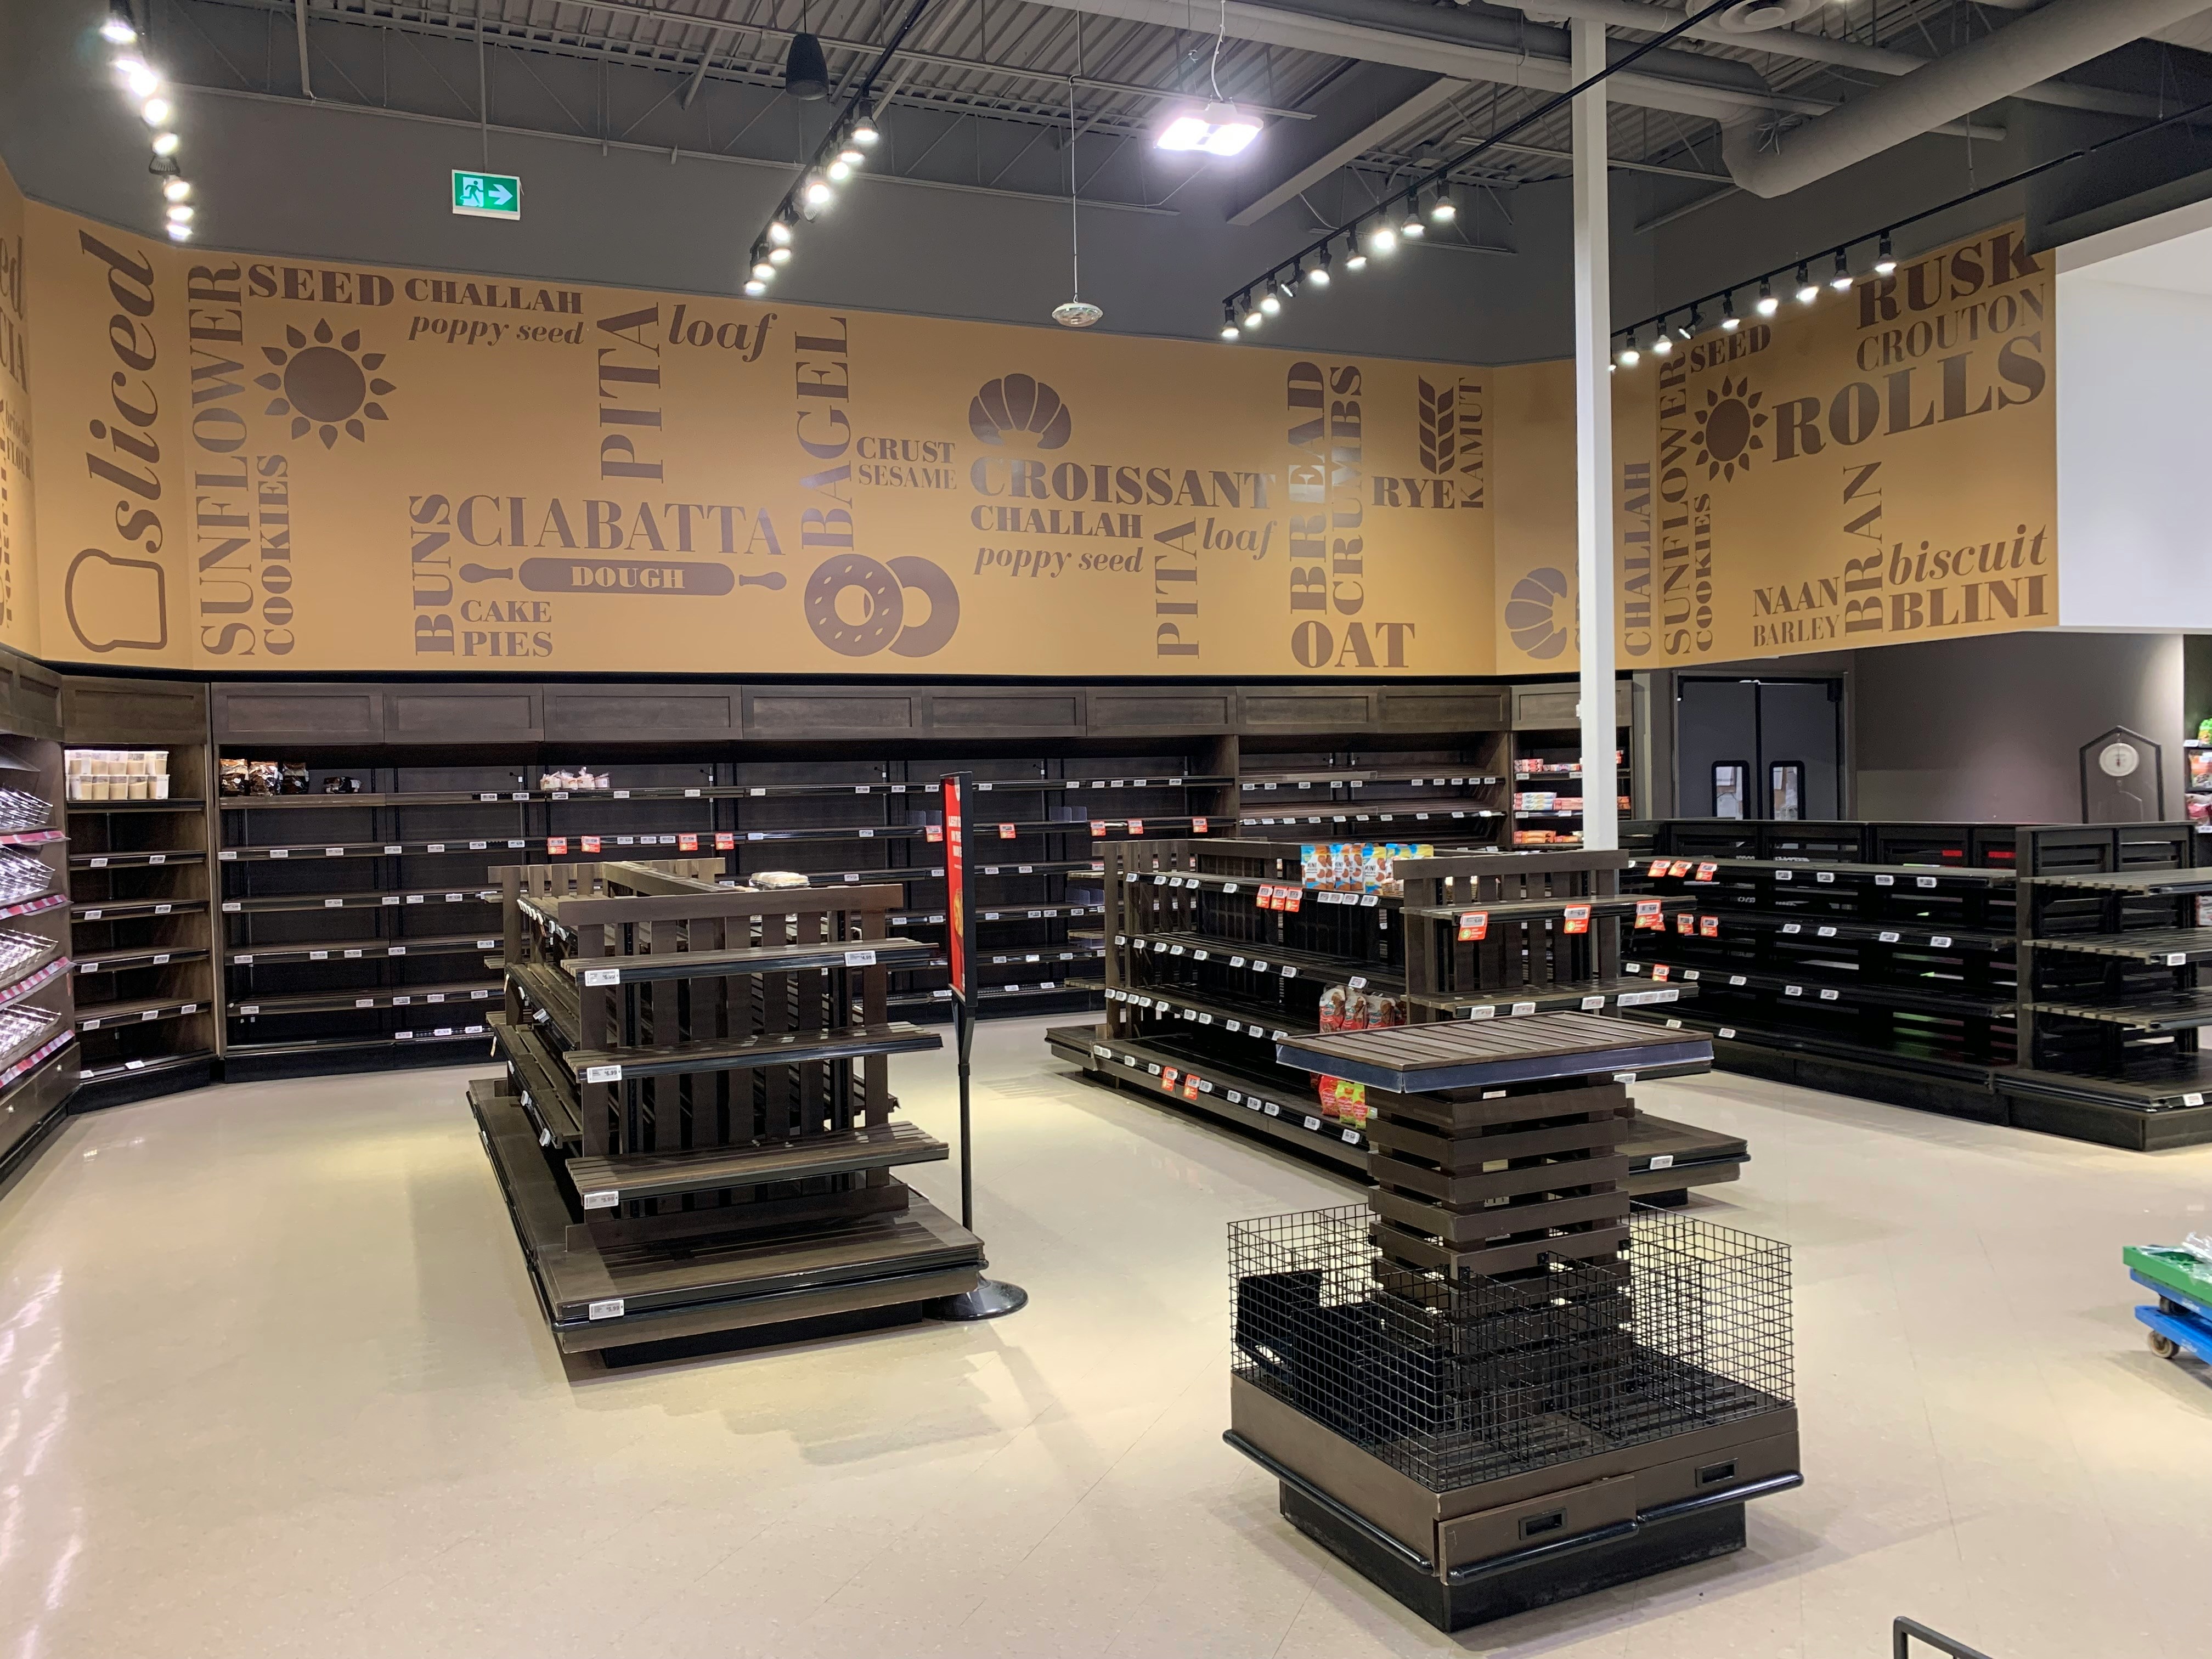 sliced
SUNFLOWER
SEED
COOKIES
CHALLAH
poppy seed
PITA
loaf
BUNS
CIABATTA
DOUGH
CAKE
PIES
BAGEL
CRUST
SESAME
CROISSANT
CHALLAH
poppy seed
PITA
loaf
BREAD
CRUMBS
OAT
RYE
KAMUT
CHALLAH
SUNFLOWER
SEED
COOKIES
RUSK
CROUTON
ROLLS
BRAN
NAAN
BARLEY
biscuit
BLINI